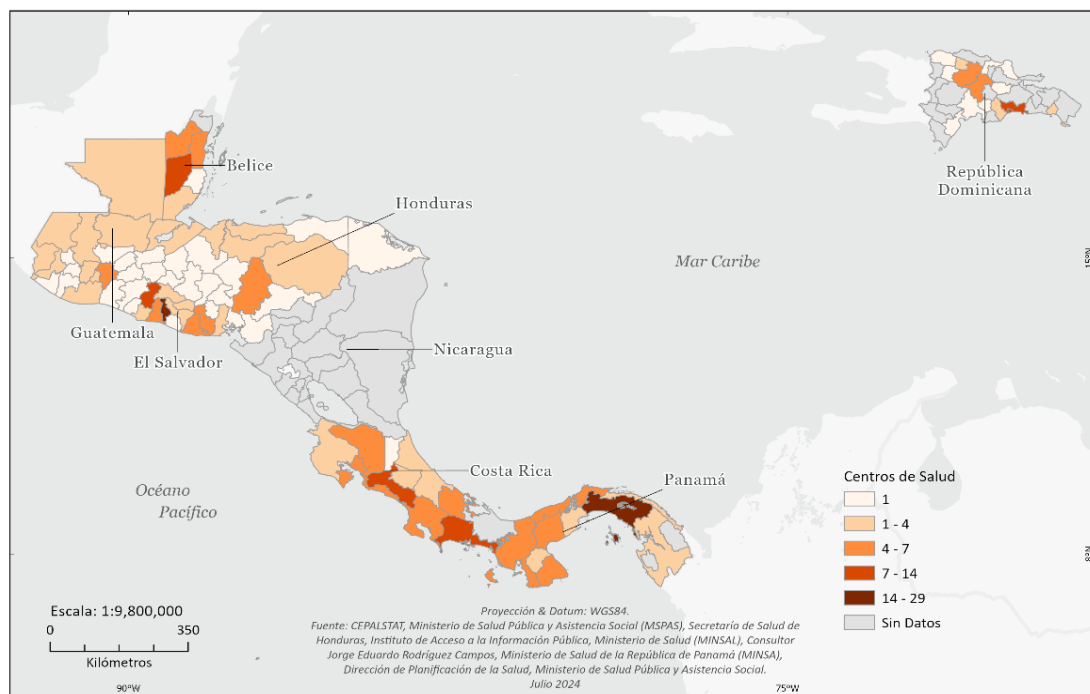 Belice
Honduras
República
Dominicana
Mar Caribe
15°N
Guatemala
El Salvador
Nicaragua
Costa Rica
Panamá
Océano
Pacífico
Centros de Salud
1
1 - 4
4 - 7
7 - 14
14 - 29
Sin Datos
8°N
Escala: 1:9,800,000
0 350
Kilómetros
Proyección & Datum: WGS84.
Fuente: CEPALSTAT, Ministerio de Salud Pública y Asistencia Social (MSPAS), Secretaría de Salud de
Honduras, Instituto de Acceso a la Información Pública, Ministerio de Salud (MINSAL), Consultor
Jorge Eduardo Rodríguez Campos, Ministerio de Salud de la República de Panamá (MINSA),
Dirección de Planificación de la Salud, Ministerio de Salud Pública y Asistencia Social.
Julio 2024
90°W 75°W